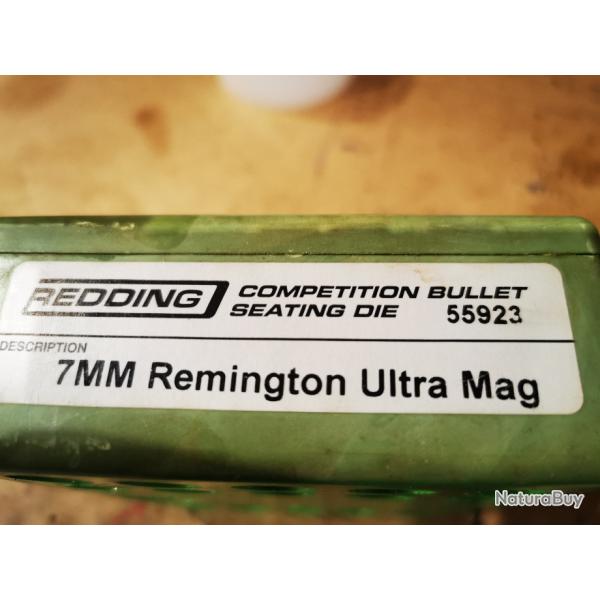 REDDING COMPETITION BULLET
SEATING DIE 55923
DESCRIPTION
7MM Remington Ultra Mag
NaturaBuy